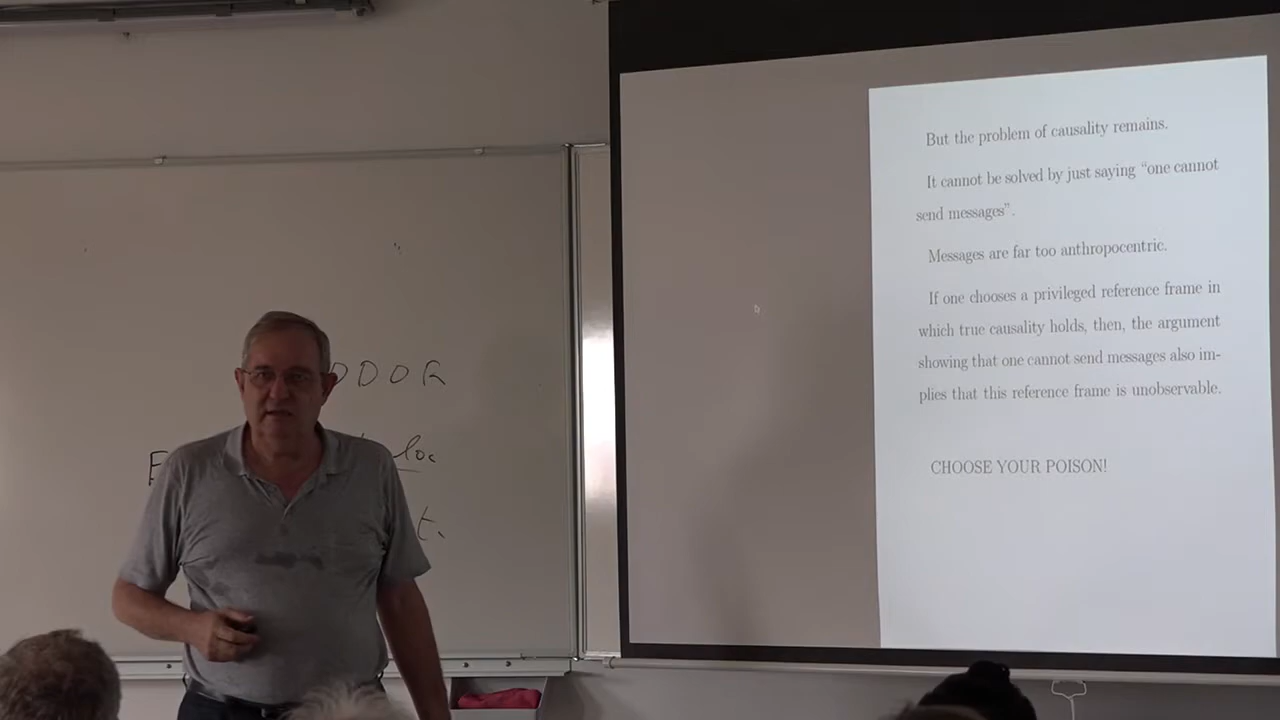 But the problem of causality remains.
It cannot be solved by just saying “one cannot
send messages”.
Messages are far too anthropocentric.
If one chooses a privileged reference frame in
which true causality holds, then, the argument
showing that one cannot send messages also im-
plies that this reference frame is unobservable.
CHOOSE YOUR POISON!